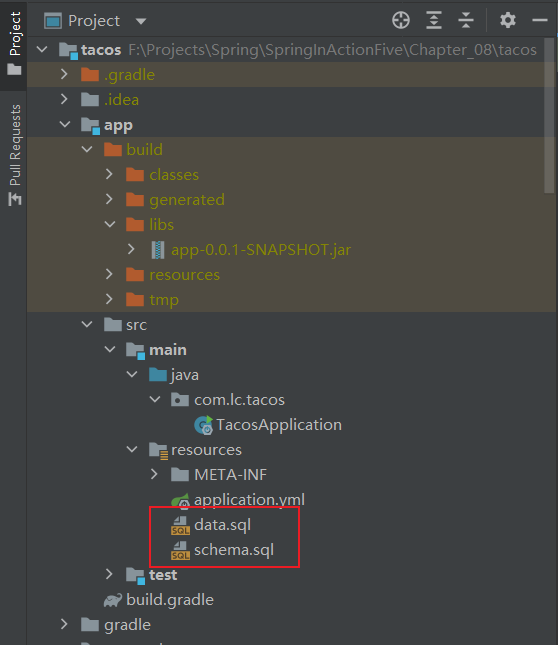 Project
Pull Requests
Project
tacos F:\Projects\Spring\SpringInActionFive\Chapter_08\tacos
.gradle
.idea
app
build
classes
generated
libs
app-0.0.1-SNAPSHOT.jar
resources
tmp
src
main
java
com.lc.tacos
TacosApplication
resources
META-INF
application.yml
SQL data.sql
SQL schema.sql
test
build.gradle
gradle